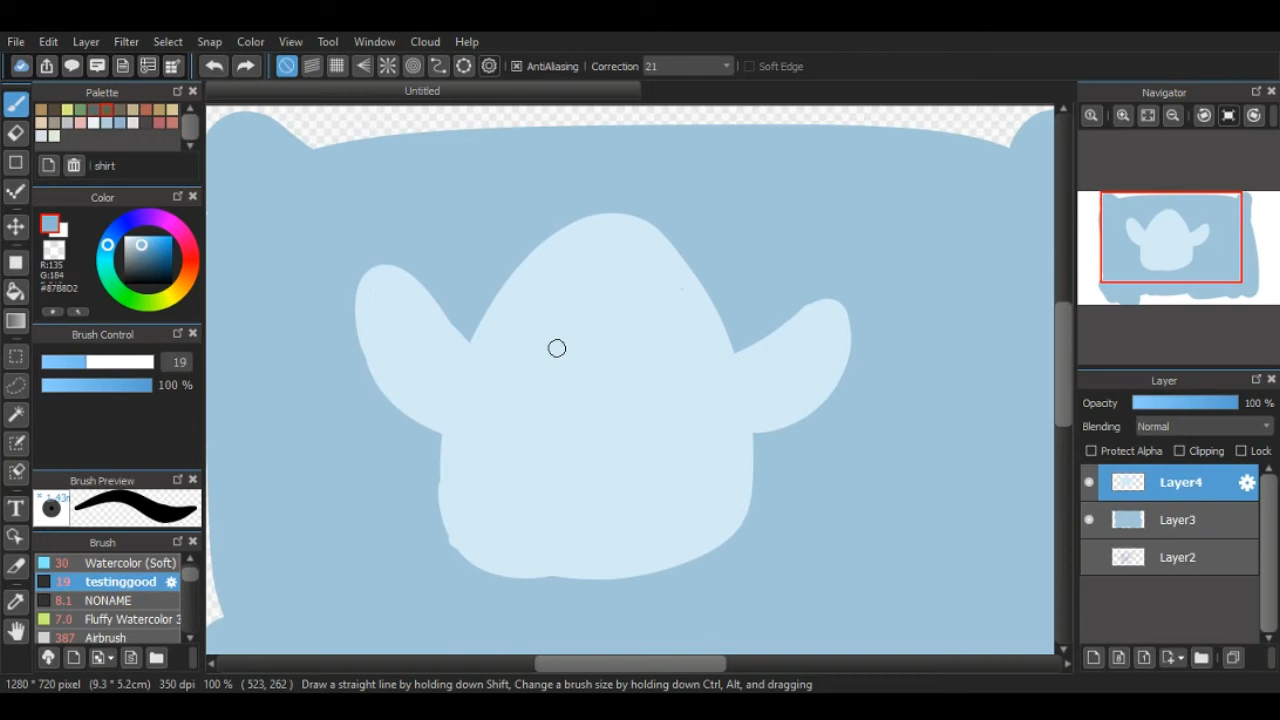 File Edit Layer Filter Select Snap Color View Tool Window Cloud Help
AntiAliasing Correction 21 Soft Edge
Palette Untitled Navigator
shirt
Color
R:135
G:184
#87B8D2
Brush Control
19
100 %
Brush Preview
Brush
30 Watercolor (Soft)
19 testinggood
8.1 NONAME
7.0 Fluffy Watercolor
387 Airbrush
Layer
Opacity 100 %
Blending Normal
Protect Alpha Clipping Lock
Layer4
Layer3
Layer2
1280 * 720 pixel (9.3 * 5.2cm) 350 dpi 100 % ( 523, 262 ) Draw a straight line by holding down Shift, Change a brush size by holding down Ctrl, Alt, and dragging